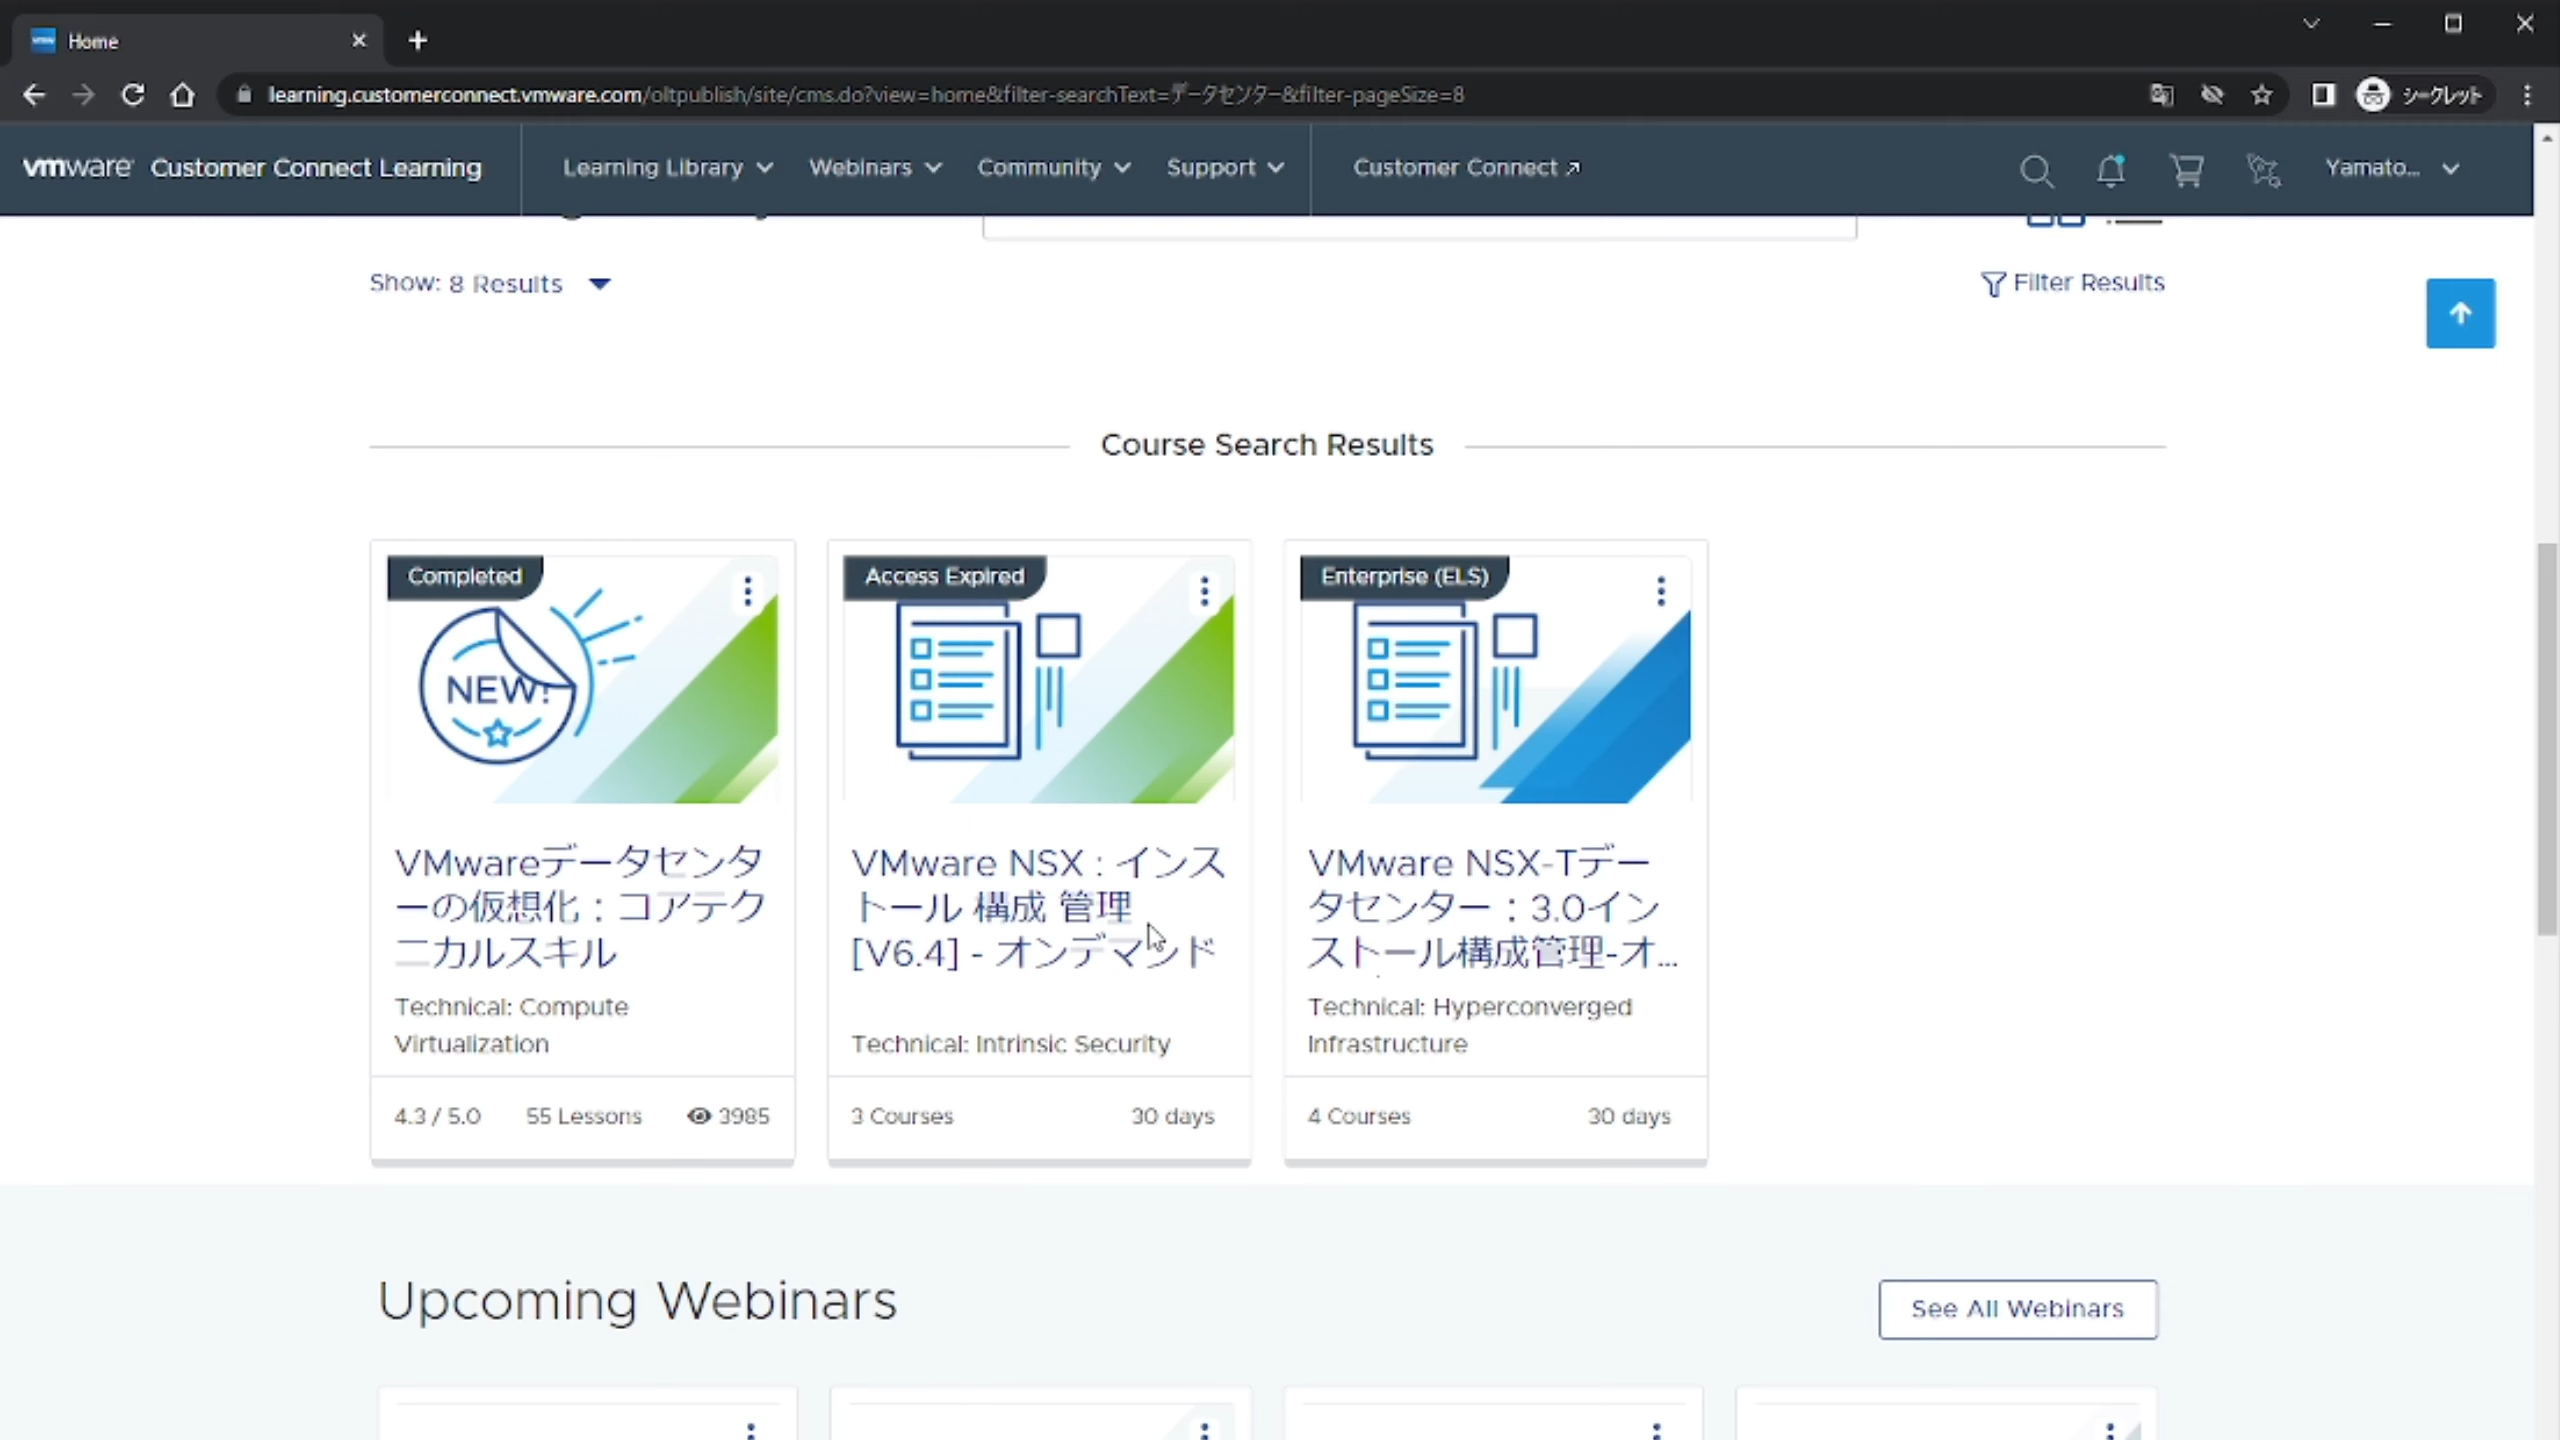 Home
learning.customerconnect.vmware.com/oltpublish/site/cms.do?view=home&filter-searchText=データセンター&filter-pageSize=8
シークレット
vmware Customer Connect Learning
Learning Library
Webinars
Community
Support
Customer Connect
Yamato...
Show: 8 Results
Filter Results
Course Search Results
Completed
NEW!
VMwareデータセンタ
ーの仮想化：コアテク
ニカルスキル
Technical: Compute
Virtualization
4.3 / 5.0 55 Lessons 3985
Access Expired
VMware NSX : インス
トール 構成 管理
[V6.4] - オンデマンド
Technical: Intrinsic Security
3 Courses 30 days
Enterprise (ELS)
VMware NSX-Tデー
タセンター：3.0イン
ストール構成管理-オ...
Technical: Hyperconverged
Infrastructure
4 Courses 30 days
Upcoming Webinars
See All Webinars